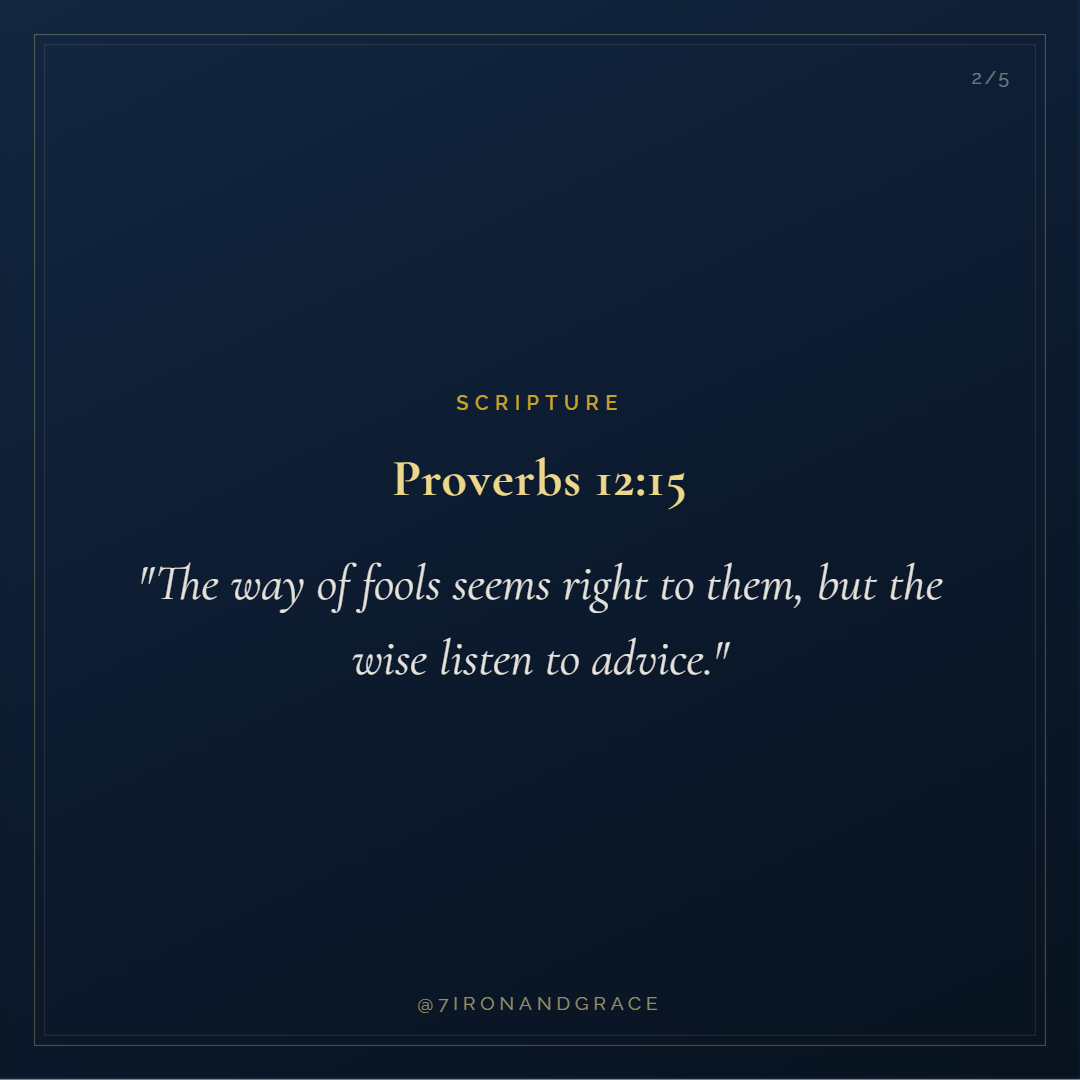 2/5
SCRIPTURE
Proverbs 12:15
"The way of fools seems right to them, but the
wise listen to advice."
@7IRONANDGRACE